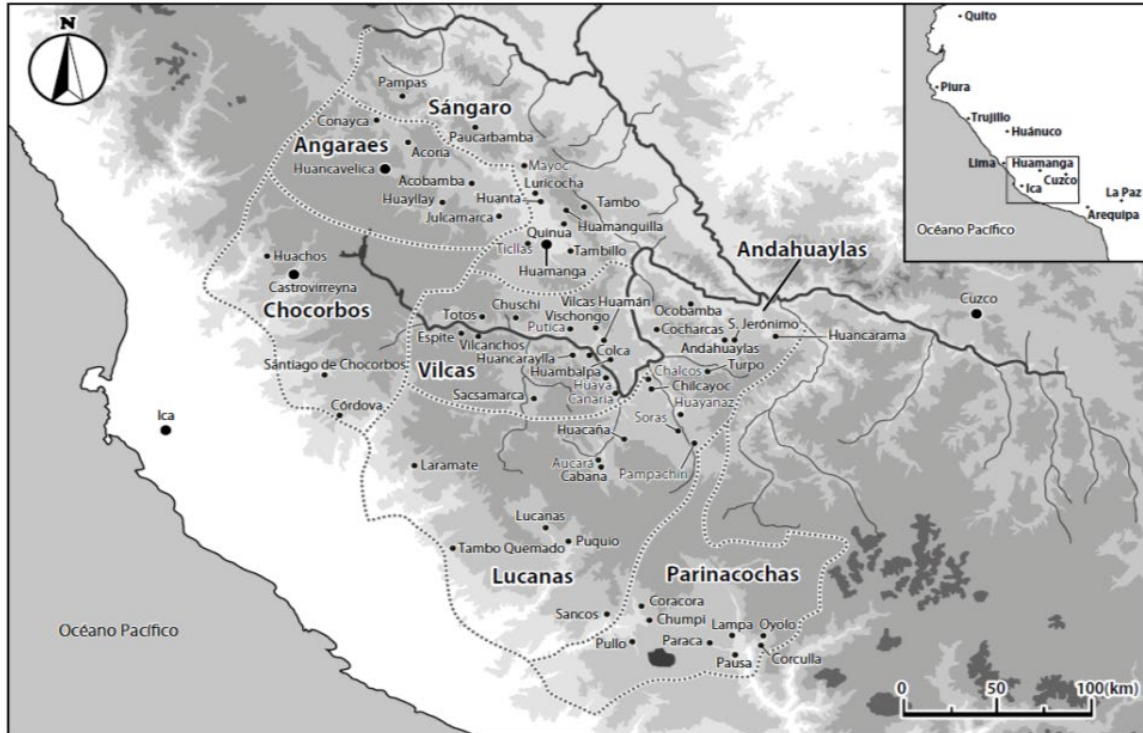 N
Quito
Piura
Trujillo
Huánuco
Lima
Huamanga
Cuzco
Ica
La Paz
Arequipa
Océano Pacífico
Pampas
Sángaro
Conayca
Paucarbamba
Angaraes
Acoria
Huancavelica
Mayoc
Acobamba
Luricocha
Huayllay
Huanta
Tambo
Julcamarca
Huamanguilla
Quinua
Ticllas
Tambillo
Huamanga
Andahuaylas
Huachos
Castrovirreyna
Chocorbos
Cuzco
Vilcas Huamán
Ocobamba
Chuschi
Totos
Vischongo
Putica
Cocharcas
S. Jerónimo
Espite
Vilcanchos
Huancarama
Andahuaylas
Huancaraylla
Colca
Turpo
Santiago de Chocorbos
Vilcas
Huambalpa
Chalcos
Huaya
Canaria
Chilcayoc
Sacsamarca
Huayanaz
Córdova
Ica
Soras
Huacaña
Laramate
Aucará
Cabana
Pampachiri
Lucanas
Tambo Quemado
Puquio
Lucanas
Parinacochas
Sancos
Coracora
Chumpi
Lampa
Oyolo
Océano Pacífico
Pullo
Paraca
Pausa
Corculla
0 50 100(km)